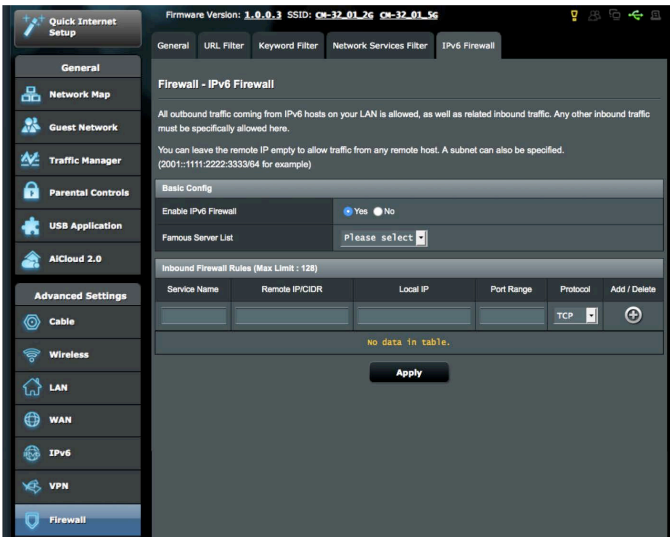 Quick Internet
Setup
Firmware Version: 1.0.0.3 SSID: CM-32_01_2G CM-32_01_5G
General URL Filter Keyword Filter Network Services Filter IPv6 Firewall
General
Network Map
Guest Network
Traffic Manager
Parental Controls
USB Application
AiCloud 2.0
Advanced Settings
Cable
Wireless
LAN
WAN
IPv6
VPN
Firewall
Firewall - IPv6 Firewall
All outbound traffic coming from IPv6 hosts on your LAN is allowed, as well as related inbound traffic. Any other inbound traffic
must be specifically allowed here.
You can leave the remote IP empty to allow traffic from any remote host. A subnet can also be specified.
(2001::1111:2222:3333/64 for example)
Basic Config
Enable IPv6 Firewall Yes No
Famous Server List Please select
Inbound Firewall Rules (Max Limit : 128)
Service Name Remote IP/CIDR Local IP Port Range Protocol Add / Delete
TCP
No data in table.
Apply